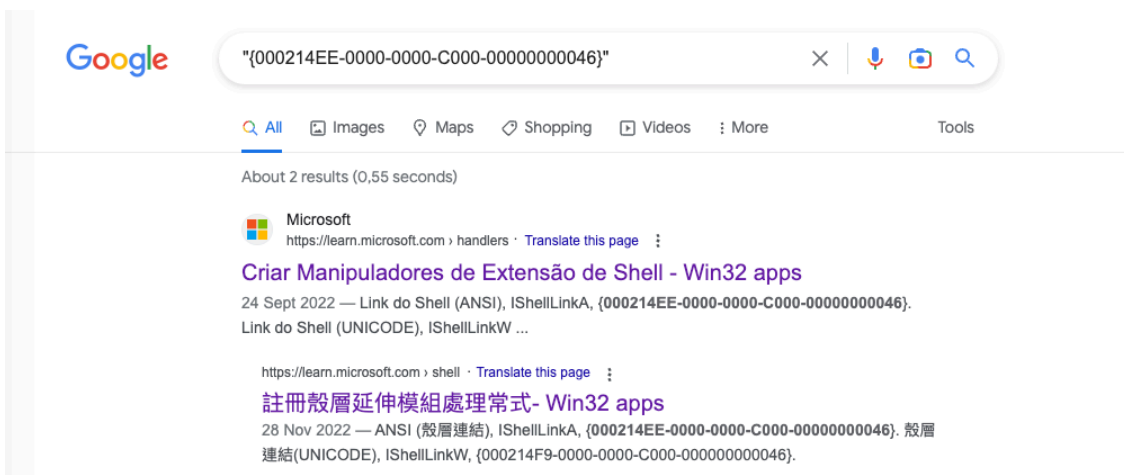 Google
"{000214EE-0000-0000-C000-00000000046}"
All Images Maps Shopping Videos More Tools
About 2 results (0,55 seconds)
Microsoft
https://learn.microsoft.com › handlers · Translate this page
Criar Manipuladores de Extensão de Shell - Win32 apps
24 Sept 2022 — Link do Shell (ANSI), IShellLinkA, {000214EE-0000-0000-C000-00000000046}.
Link do Shell (UNICODE), IShellLinkW ...
https://learn.microsoft.com › shell · Translate this page
註冊殼層延伸模組處理常式- Win32 apps
28 Nov 2022 — ANSI (殼層連結), IShellLinkA, {000214EE-0000-0000-C000-00000000046}. 殼層
連結(UNICODE), IShellLinkW, {000214F9-0000-0000-C000-000000000046}.